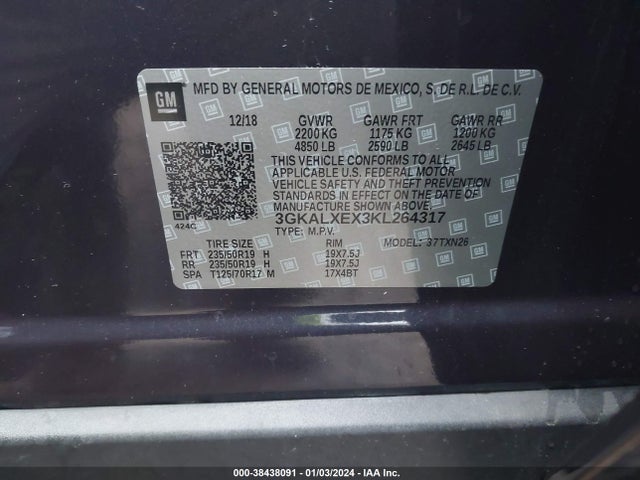 GM
MFD BY GENERAL MOTORS DE MEXICO, S. DE R.L. DE C.V.
12/18 GVWR GAWR FRT GAWR RR
2200 KG 1175 KG 1200 KG
4850 LB 2590 LB 2645 LB
THIS VEHICLE CONFORMS TO ALL
APPLICABLE U.S. FEDERAL MOTOR
VEHICLE SAFETY AND THEFT PREVENTION
STANDARDS IN EFFECT ON THE DATE OF
MANUFACTURE SHOWN ABOVE.
424C 3GKALXEX3KL264317
TYPE: M.P.V. MODEL: 37TXN26
TIRE SIZE RIM
FRT 235/50R19 H 19X7.5J
RR 235/50R19 H 19X7.5J
SPA T125/70R17 M 17X4BT
000-38438091 - 01/03/2024 - IAA Inc.